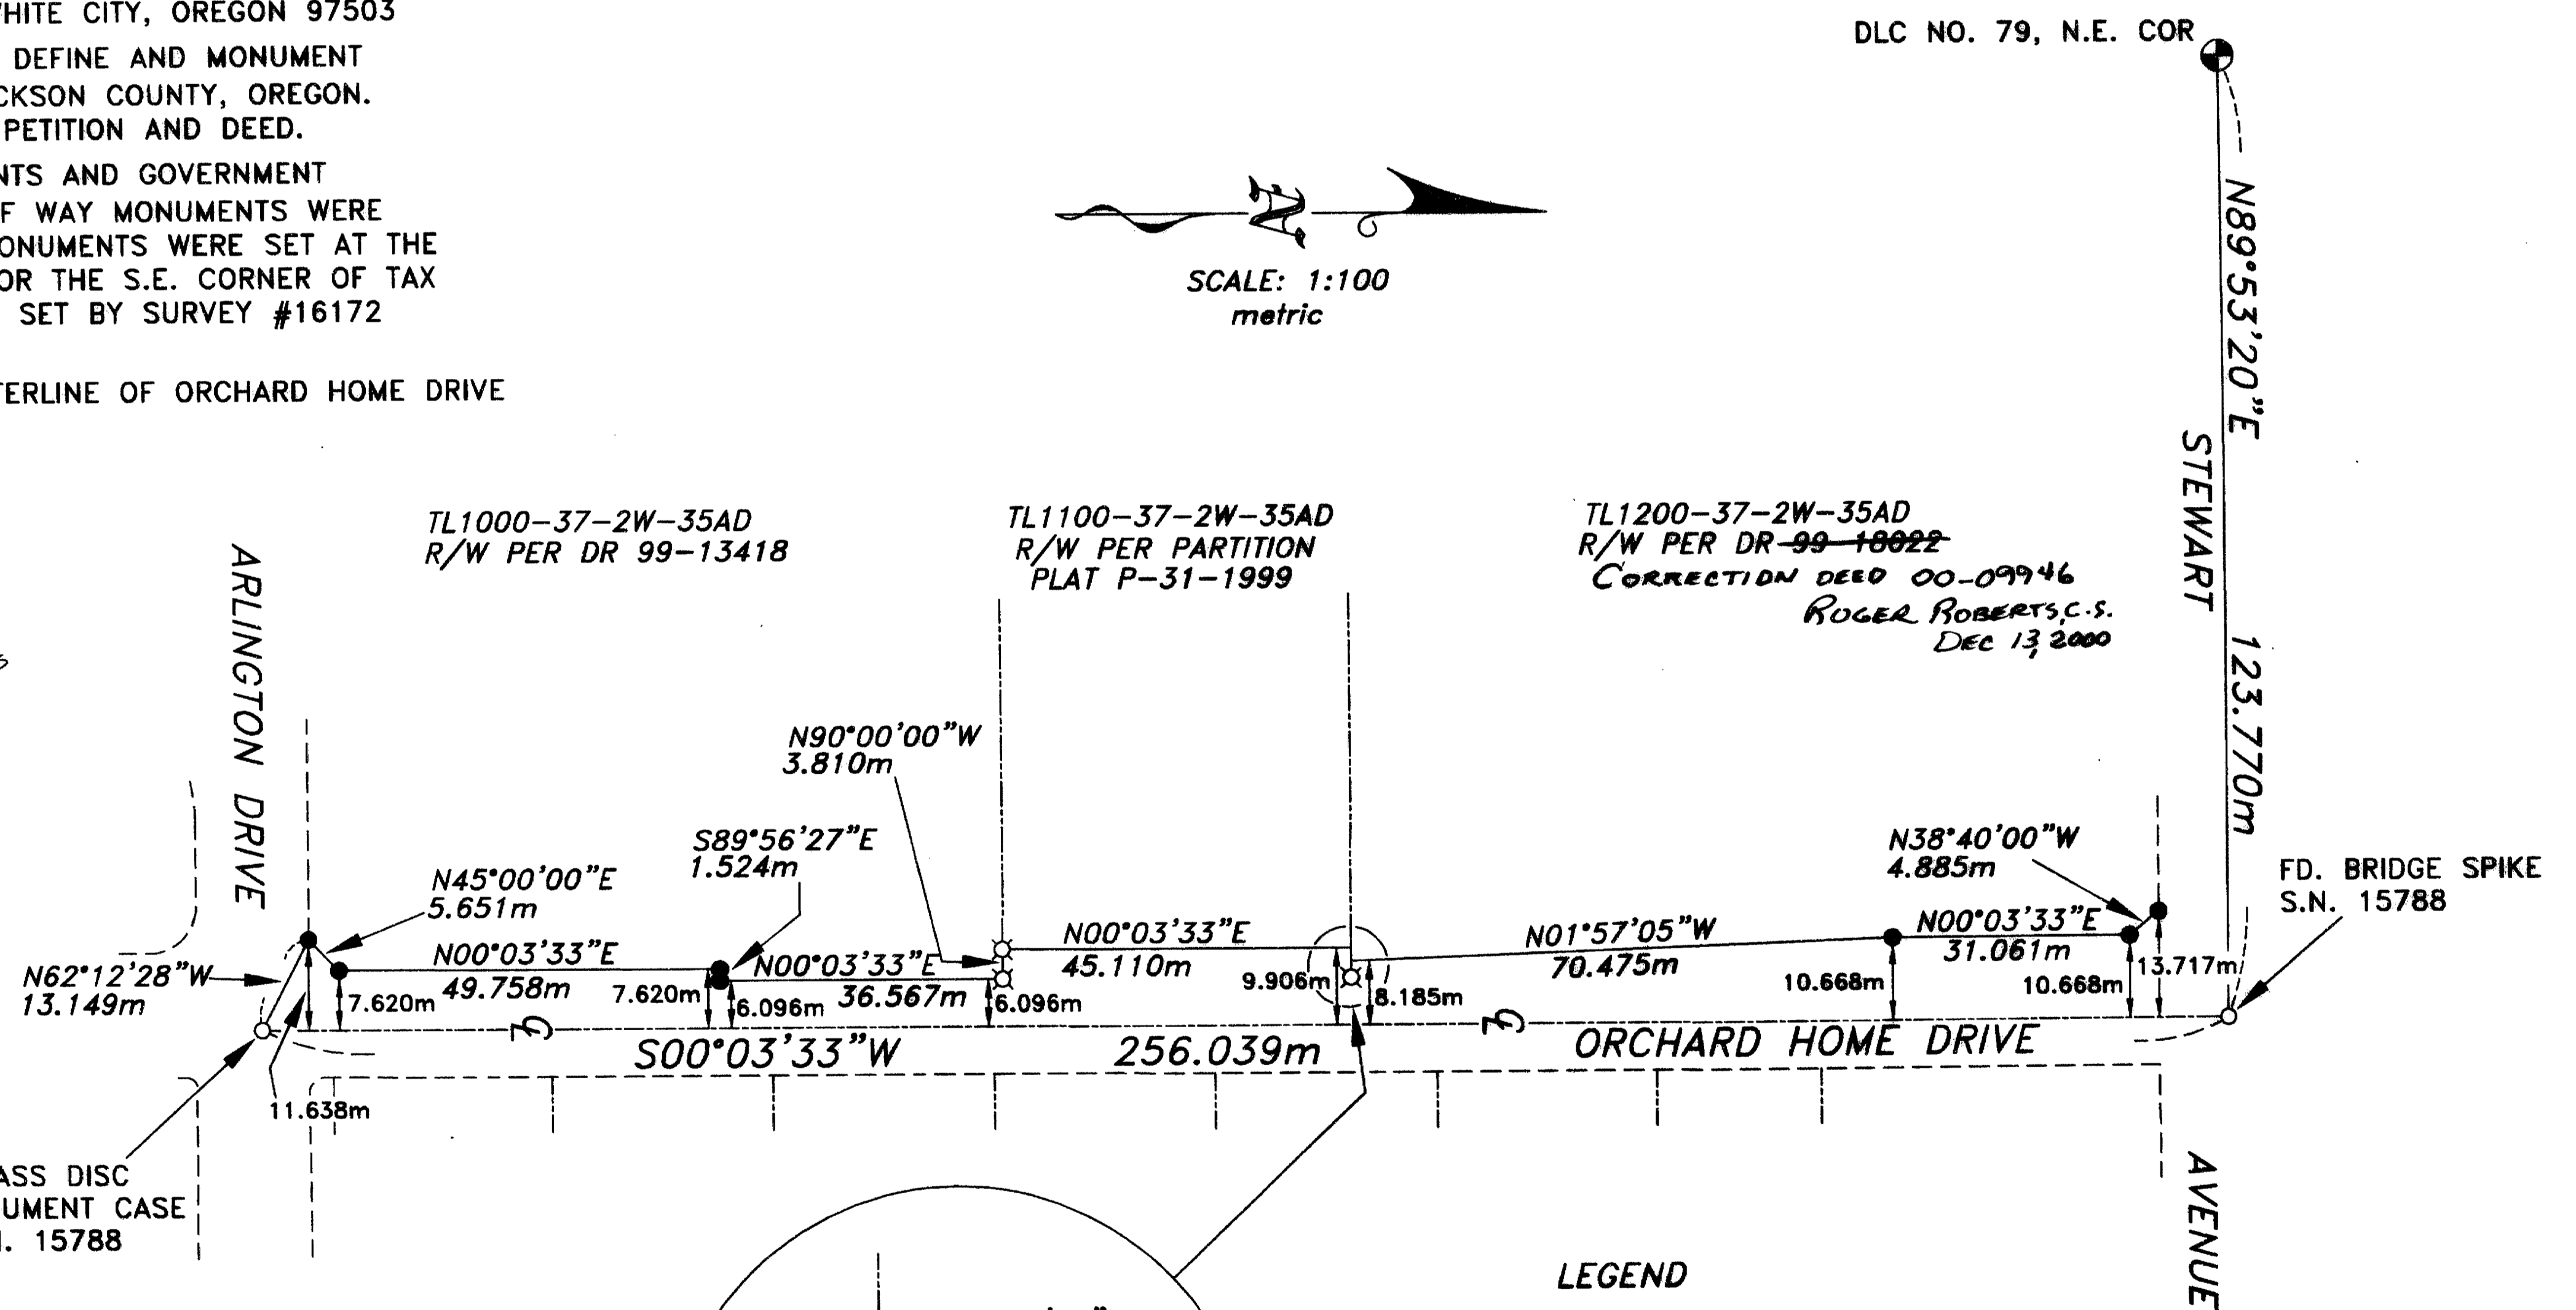 WHITE CITY, OREGON 97503
DEFINE AND MONUMENT
CKSON COUNTY, OREGON.
PETITION AND DEED.
NTS AND GOVERNMENT
F WAY MONUMENTS WERE
ONUMENTS WERE SET AT THE
OR THE S.E. CORNER OF TAX
SET BY SURVEY #16172
TERLINE OF ORCHARD HOME DRIVE
DLC NO. 79, N.E. COR
N
SCALE: 1:100
metric
N89°53'20"E
123.770m
STEWART
AVENUE
TL1000-37-2W-35AD
R/W PER DR 99-13418
TL1100-37-2W-35AD
R/W PER PARTITION
PLAT P-31-1999
TL1200-37-2W-35AD
R/W PER DR 99-18022
CORRECTION DEED 00-09946
ROGER ROBERTS, C.S.
DEC 13, 2000
ARLINGTON DRIVE
N90°00'00"W
3.810m
S89°56'27"E
1.524m
N45°00'00"E
5.651m
N38°40'00"W
4.885m
FD. BRIDGE SPIKE
S.N. 15788
N62°12'28"W
13.149m
N00°03'33"E
49.758m
N00°03'33"E
36.567m
N00°03'33"E
45.110m
N01°57'05"W
70.475m
N00°03'33"E
31.061m
7.620m
7.620m
6.096m
6.096m
9.906m
8.185m
10.668m
10.668m
13.717m
11.638m
CL
S00°03'33"W
256.039m
CL
ORCHARD HOME DRIVE
ASS DISC
UMENT CASE
N. 15788
LEGEND